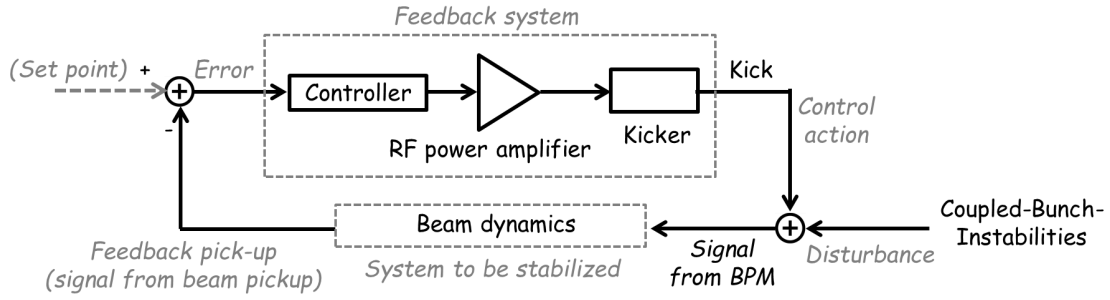 Feedback system
(Set point)
+
Error
+
Controller
RF power amplifier
Kicker
Kick
Control
action
-
Beam dynamics
System to be stabilized
Feedback pick-up
(signal from beam pickup)
Signal
from BPM
+
Disturbance
Coupled-Bunch-
Instabilities